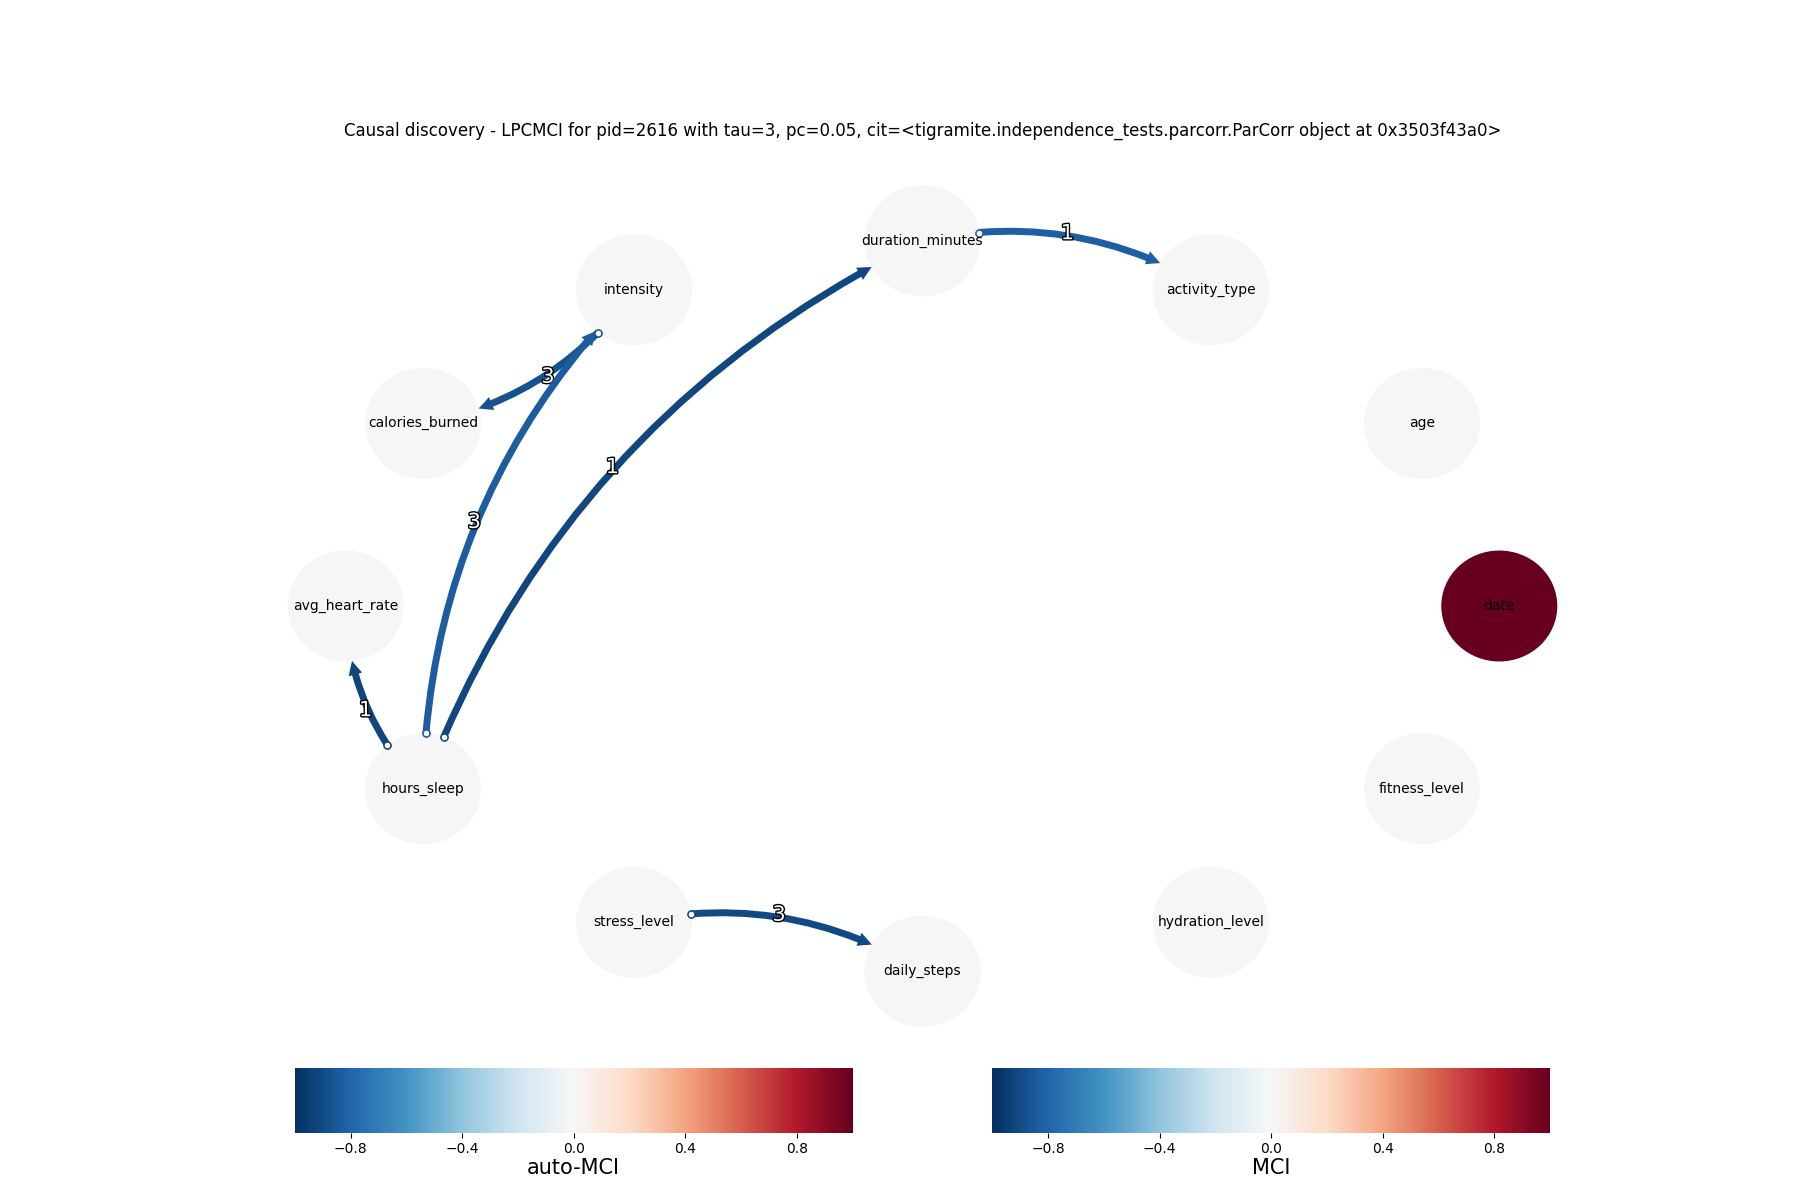 Causal discovery - LPCMCI for pid=2616 with tau=3, pc=0.05, cit=<tigramite.independence_tests.parcorr.ParCorr object at 0x3503f43a0>
duration_minutes
1
intensity
activity_type
3
calories_burned
age
1
3
avg_heart_rate
date
1
hours_sleep
fitness_level
3
stress_level
hydration_level
daily_steps
−0.8 −0.4 0.0 0.4 0.8
auto-MCI
−0.8 −0.4 0.0 0.4 0.8
MCI